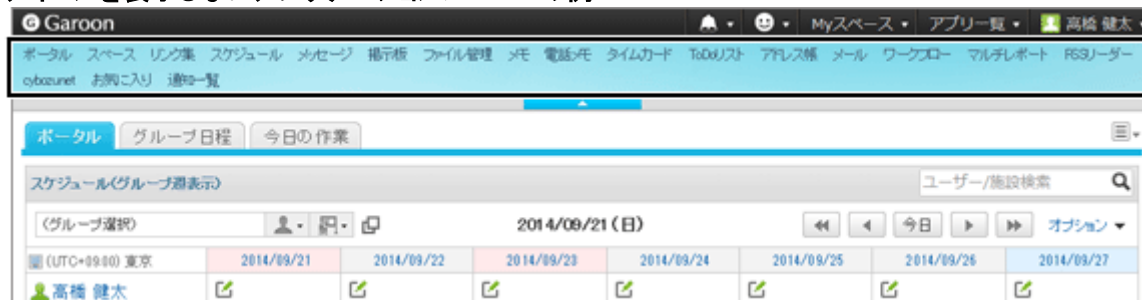 Garoon
Myスペース アプリ一覧 高橋 健太
ポータル スペース リンク集 スケジュール メッセージ 掲示板 ファイル管理 メモ 電話メモ タイムカード ToDoリスト アドレス帳 メール ワークフロー マルチレポート RSSリーダー
cybozunet お気に入り 通知一覧
ポータル グループ日程 今日の作業
スケジュール(グループ週表示) ユーザー/施設検索
(グループ選択) 2014/09/21(日) 今日 オプション
(UTC+09:00) 東京 2014/09/21 2014/09/22 2014/09/23 2014/09/24 2014/09/25 2014/09/26 2014/09/27
高橋 健太